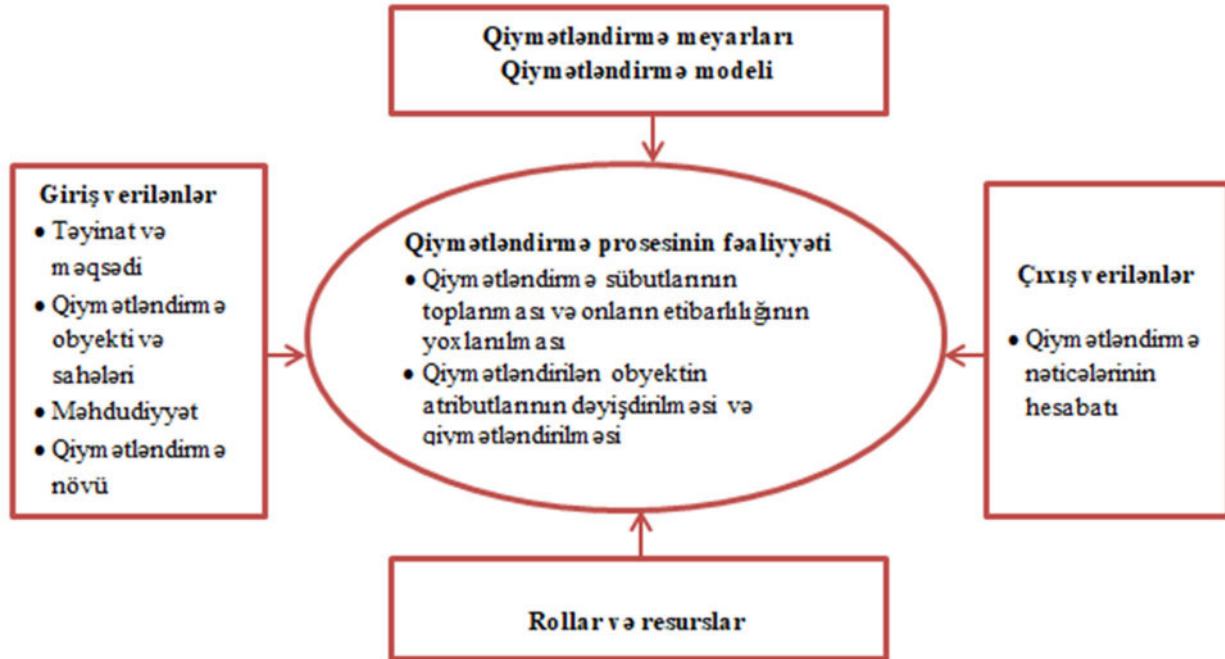 Qiymətləndirmə meyarları
Qiymətləndirmə modeli
Giriş verilənlər
• Təyinat və
məqsədi
• Qiymətləndirmə
obyekti və
sahələri
• Məhdudiyyət
• Qiymətləndirmə
növü
Qiymətləndirmə prosesinin fəaliyyəti
• Qiymətləndirmə sübutlarının
toplanması və onların etibarlılığının
yoxlanılması
• Qiymətləndirilən obyektin
atributlarının dəyişdirilməsi və
qiymətləndirilməsi
Çıxış verilənlər
• Qiymətləndirmə
nəticələrinin
hesabatı
Rollar və resurslar